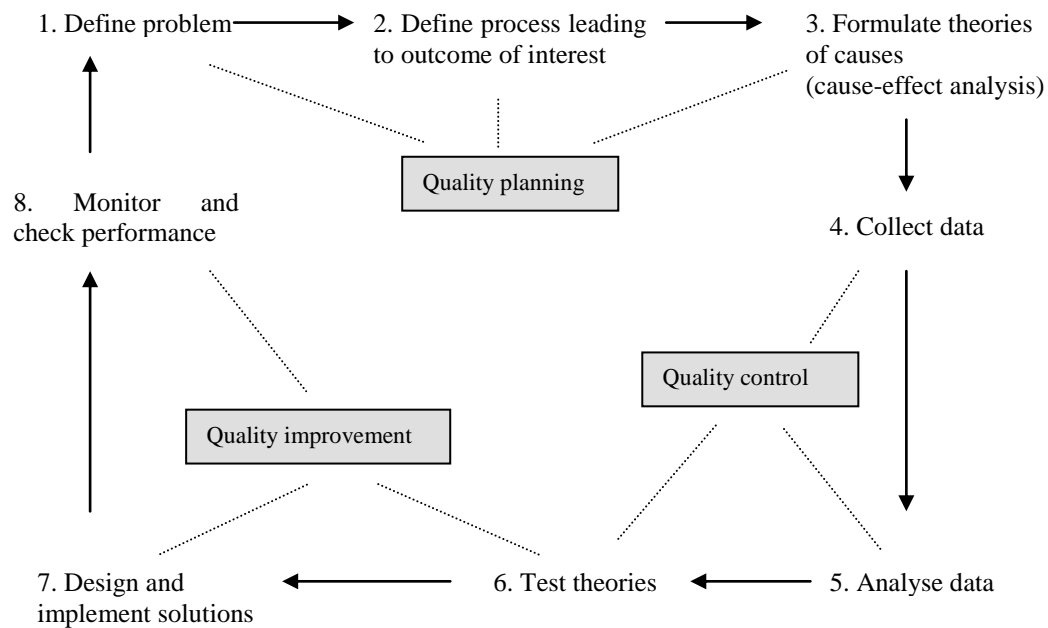 1. Define problem
2. Define process leading
to outcome of interest
3. Formulate theories
of causes
(cause-effect analysis)
Quality planning
8. Monitor and
check performance
4. Collect data
Quality control
Quality improvement
7. Design and
implement solutions
6. Test theories
5. Analyse data